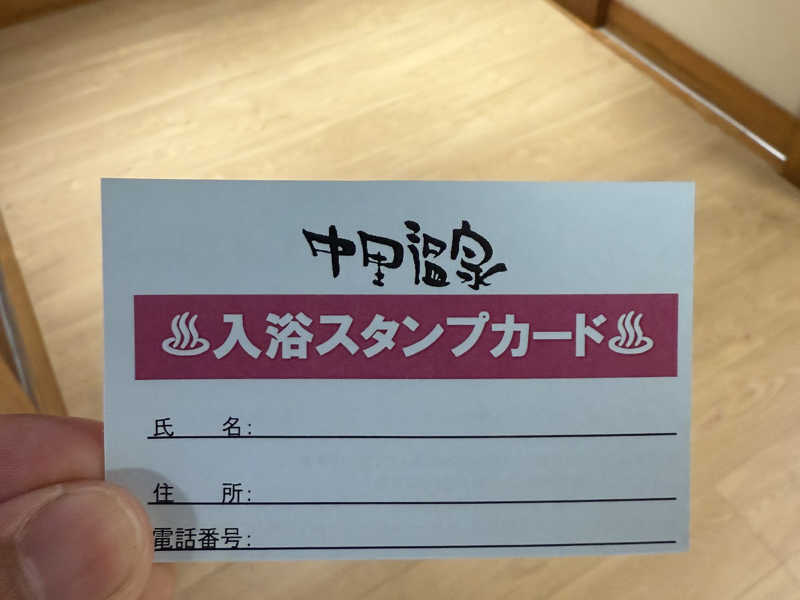 中里温泉
入浴スタンプカード
氏　　名:
住　　所:
電話番号: